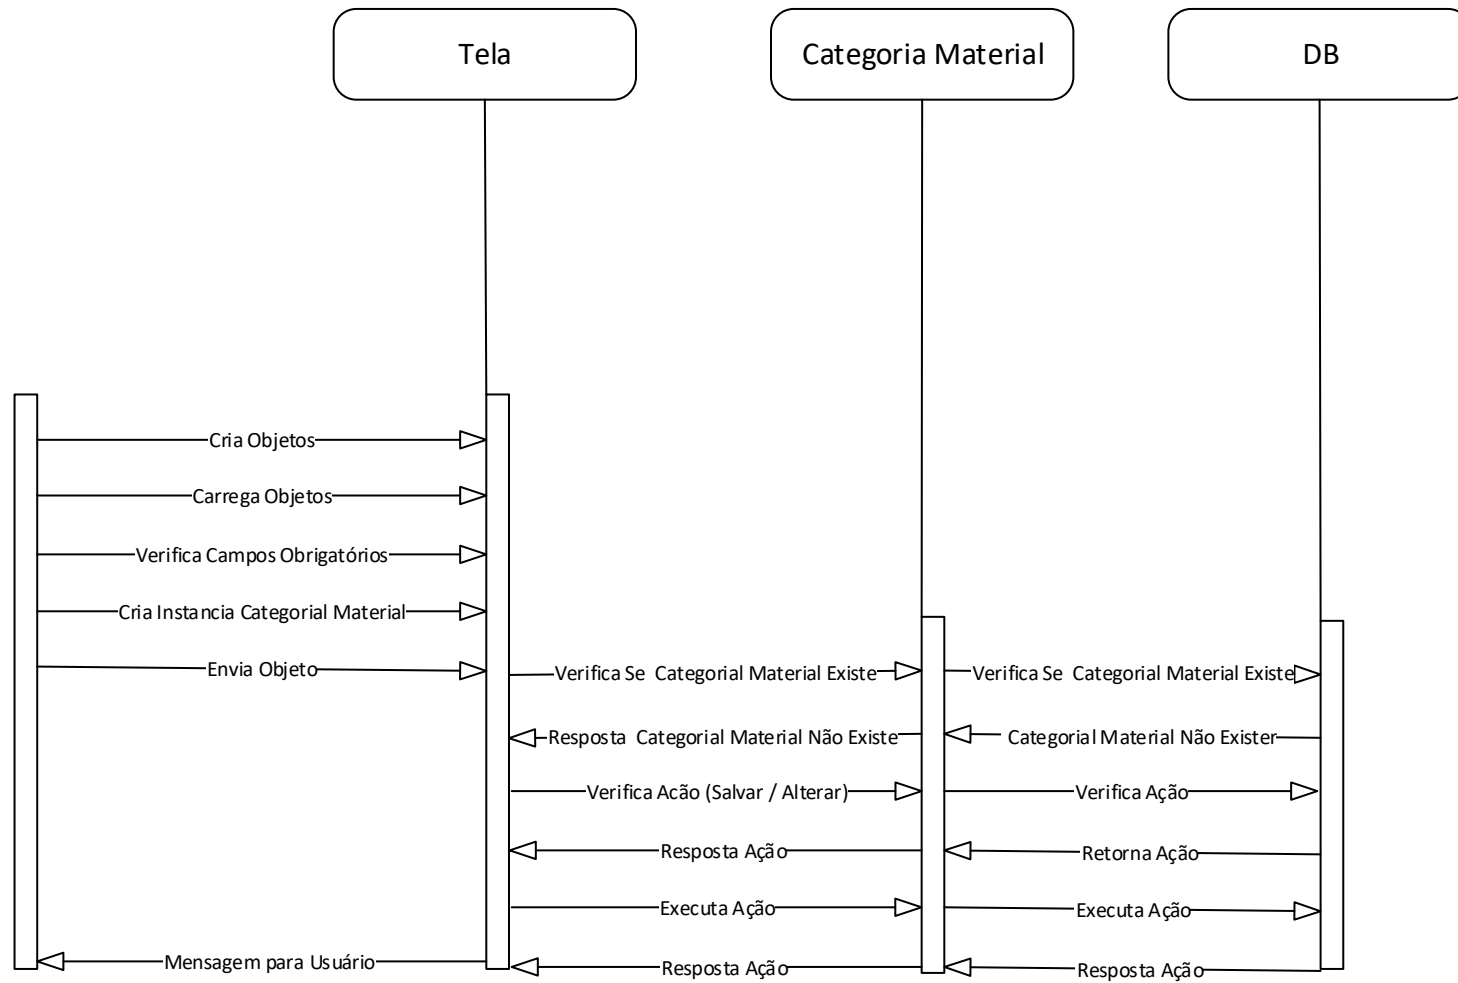 Tela
Categoria Material
DB
Cria Objetos
Carrega Objetos
Verifica Campos Obrigatórios
Cria Instancia Categorial Material
Envia Objeto
Verifica Se Categorial Material Existe
Verifica Se Categorial Material Existe
Resposta Categorial Material Não Existe
Categorial Material Não Exister
Verifica Acão (Salvar / Alterar)
Verifica Ação
Resposta Ação
Retorna Ação
Executa Ação
Executa Ação
Mensagem para Usuário
Resposta Ação
Resposta Ação